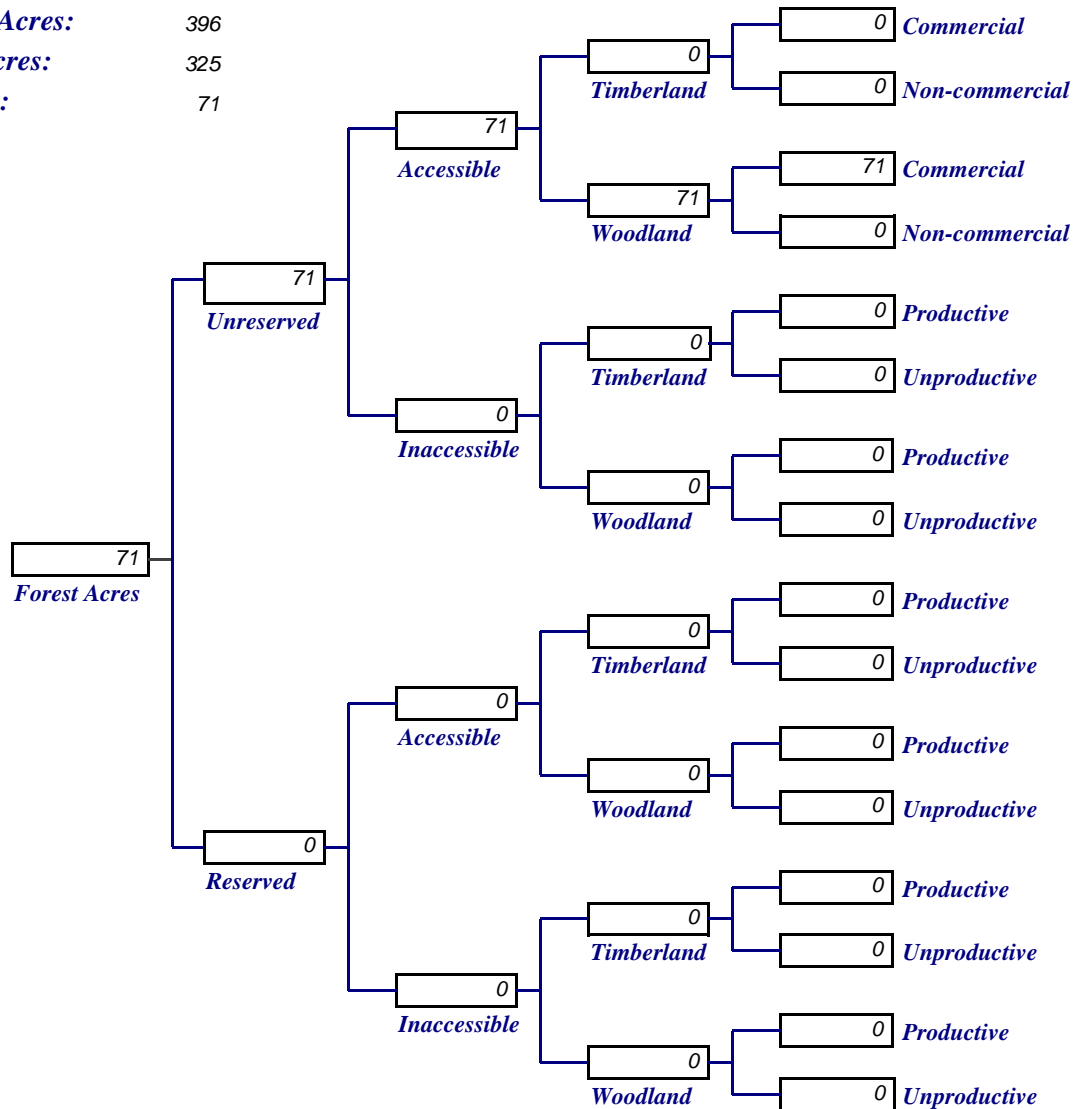 Acres: 396
cres: 325
: 71
0 Commercial
0
Timberland
0 Non-commercial
71
Accessible
71 Commercial
71
Woodland
0 Non-commercial
71
Unreserved
0 Productive
0
Timberland
0 Unproductive
0
Inaccessible
0 Productive
0
Woodland
0 Unproductive
71
Forest Acres
0 Productive
0
Timberland
0 Unproductive
0
Accessible
0 Productive
0
Woodland
0 Unproductive
0
Reserved
0 Productive
0
Timberland
0 Unproductive
0
Inaccessible
0 Productive
0
Woodland
0 Unproductive